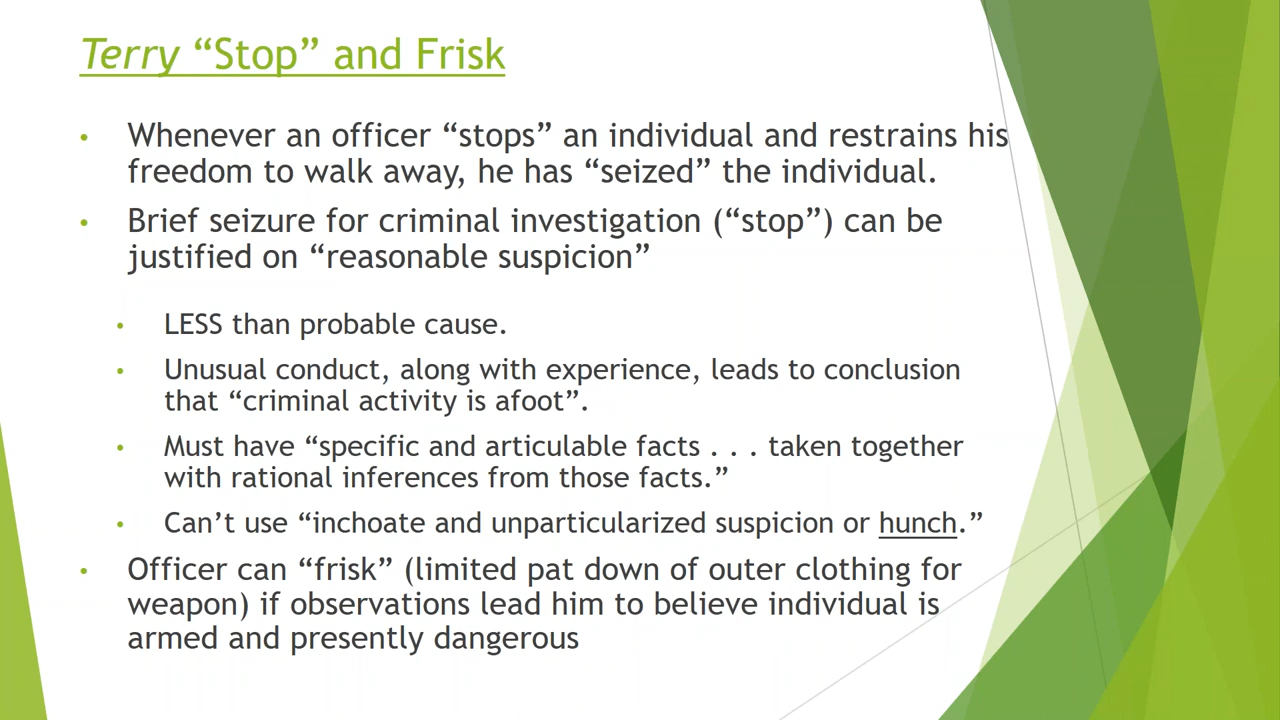 Terry “Stop” and Frisk
• Whenever an officer “stops” an individual and restrains his
freedom to walk away, he has “seized” the individual.
• Brief seizure for criminal investigation (“stop”) can be
justified on “reasonable suspicion”
• LESS than probable cause.
• Unusual conduct, along with experience, leads to conclusion
that “criminal activity is afoot”.
• Must have “specific and articulable facts . . . taken together
with rational inferences from those facts.”
• Can’t use “inchoate and unparticularized suspicion or hunch.”
• Officer can “frisk” (limited pat down of outer clothing for
weapon) if observations lead him to believe individual is
armed and presently dangerous